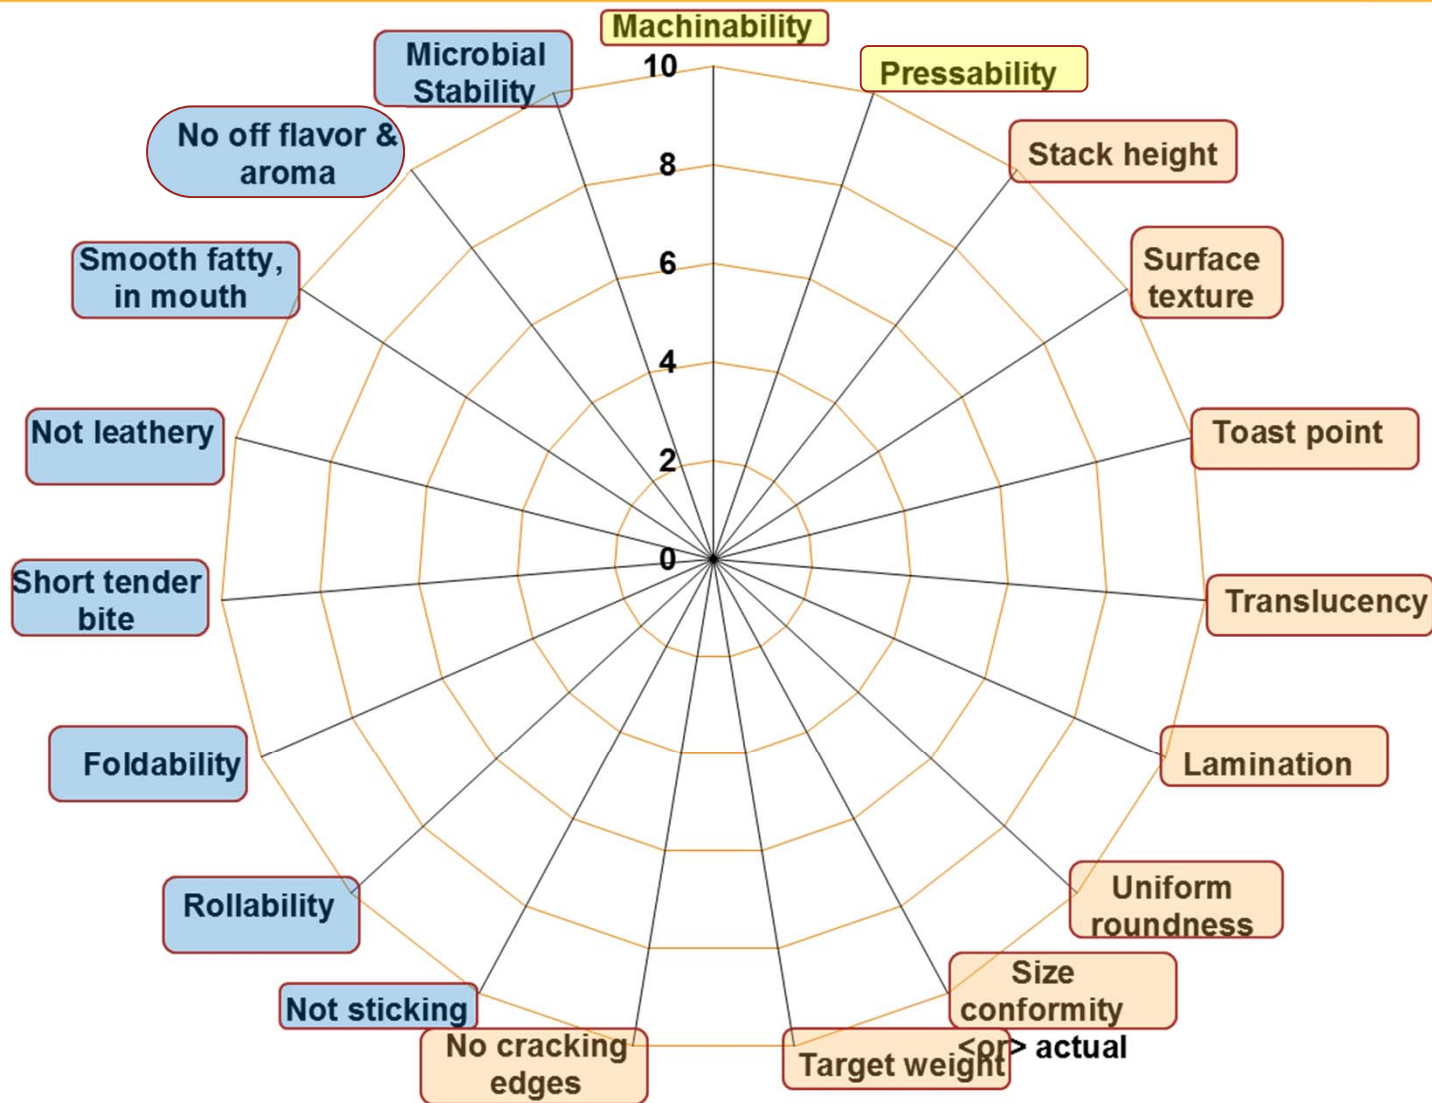 Machinability
Pressability
Stack height
Surface
texture
Toast point
Translucency
Lamination
Uniform
roundness
Size
conformity
<or> actual
Target weight
No cracking
edges
Not sticking
Rollability
Foldability
Short tender
bite
Not leathery
Smooth fatty,
in mouth
No off flavor &
aroma
Microbial
Stability
10
8
6
4
2
0